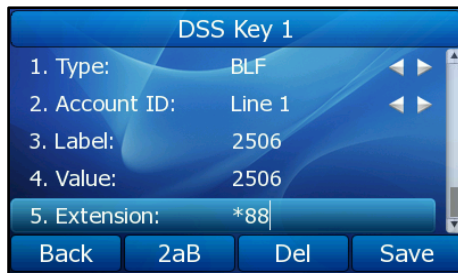 DSS Key 1
1. Type: BLF
2. Account ID: Line 1
3. Label: 2506
4. Value: 2506
5. Extension: *88
Back 2aB Del Save